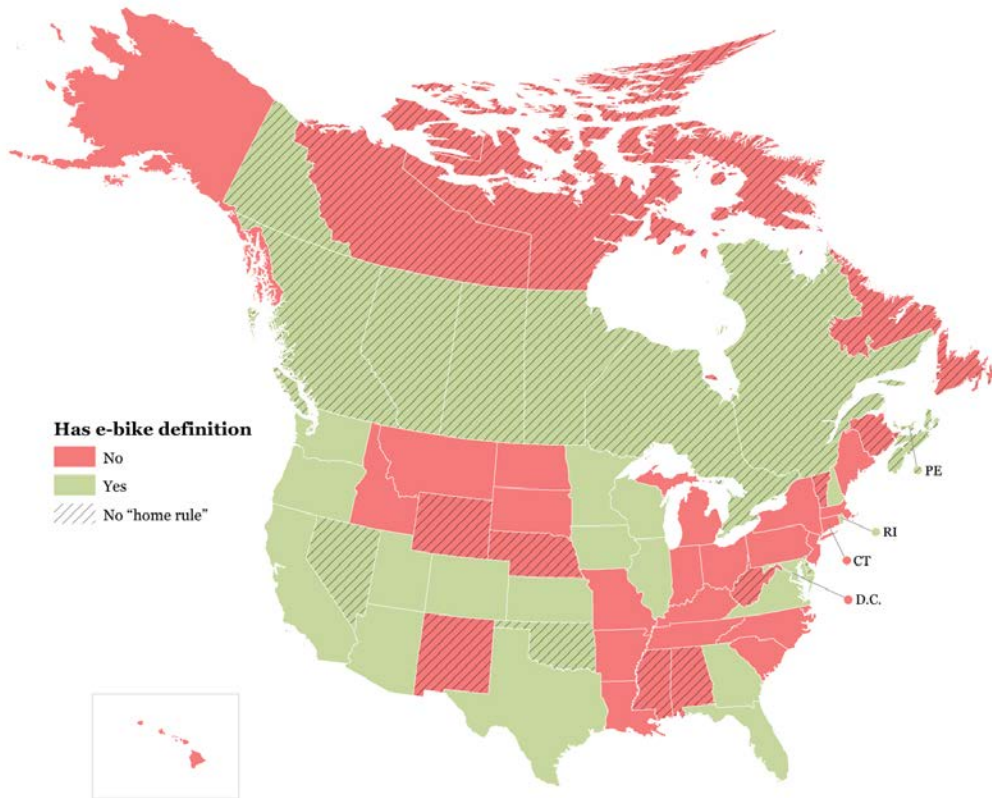 Has e-bike definition
No
Yes
No “home rule”
PE
RI
CT
D.C.